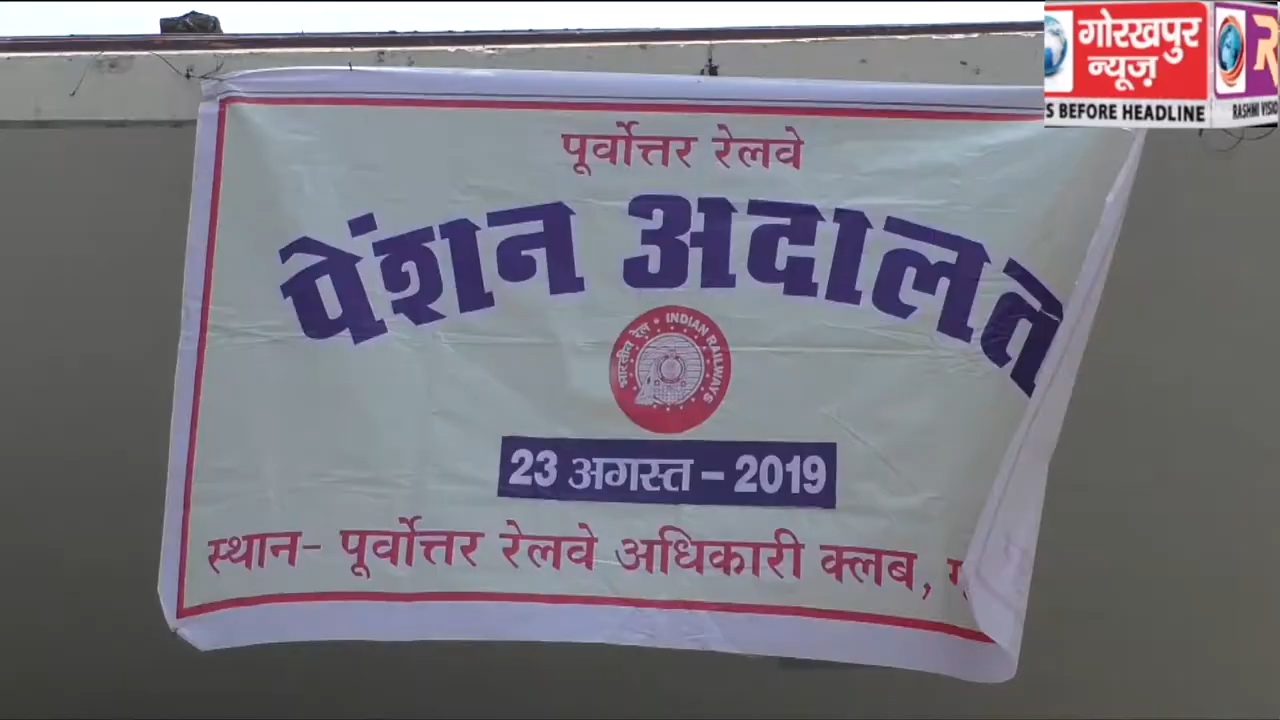 गोरखपुर
न्यूज़
S BEFORE HEADLINE
RASHMI VISIO
पूर्वोत्तर रेलवे
पेंशन अदालत
भारतीय रेल • INDIAN RAILWAYS
23 अगस्त – 2019
स्थान– पूर्वोत्तर रेलवे अधिकारी क्लब,